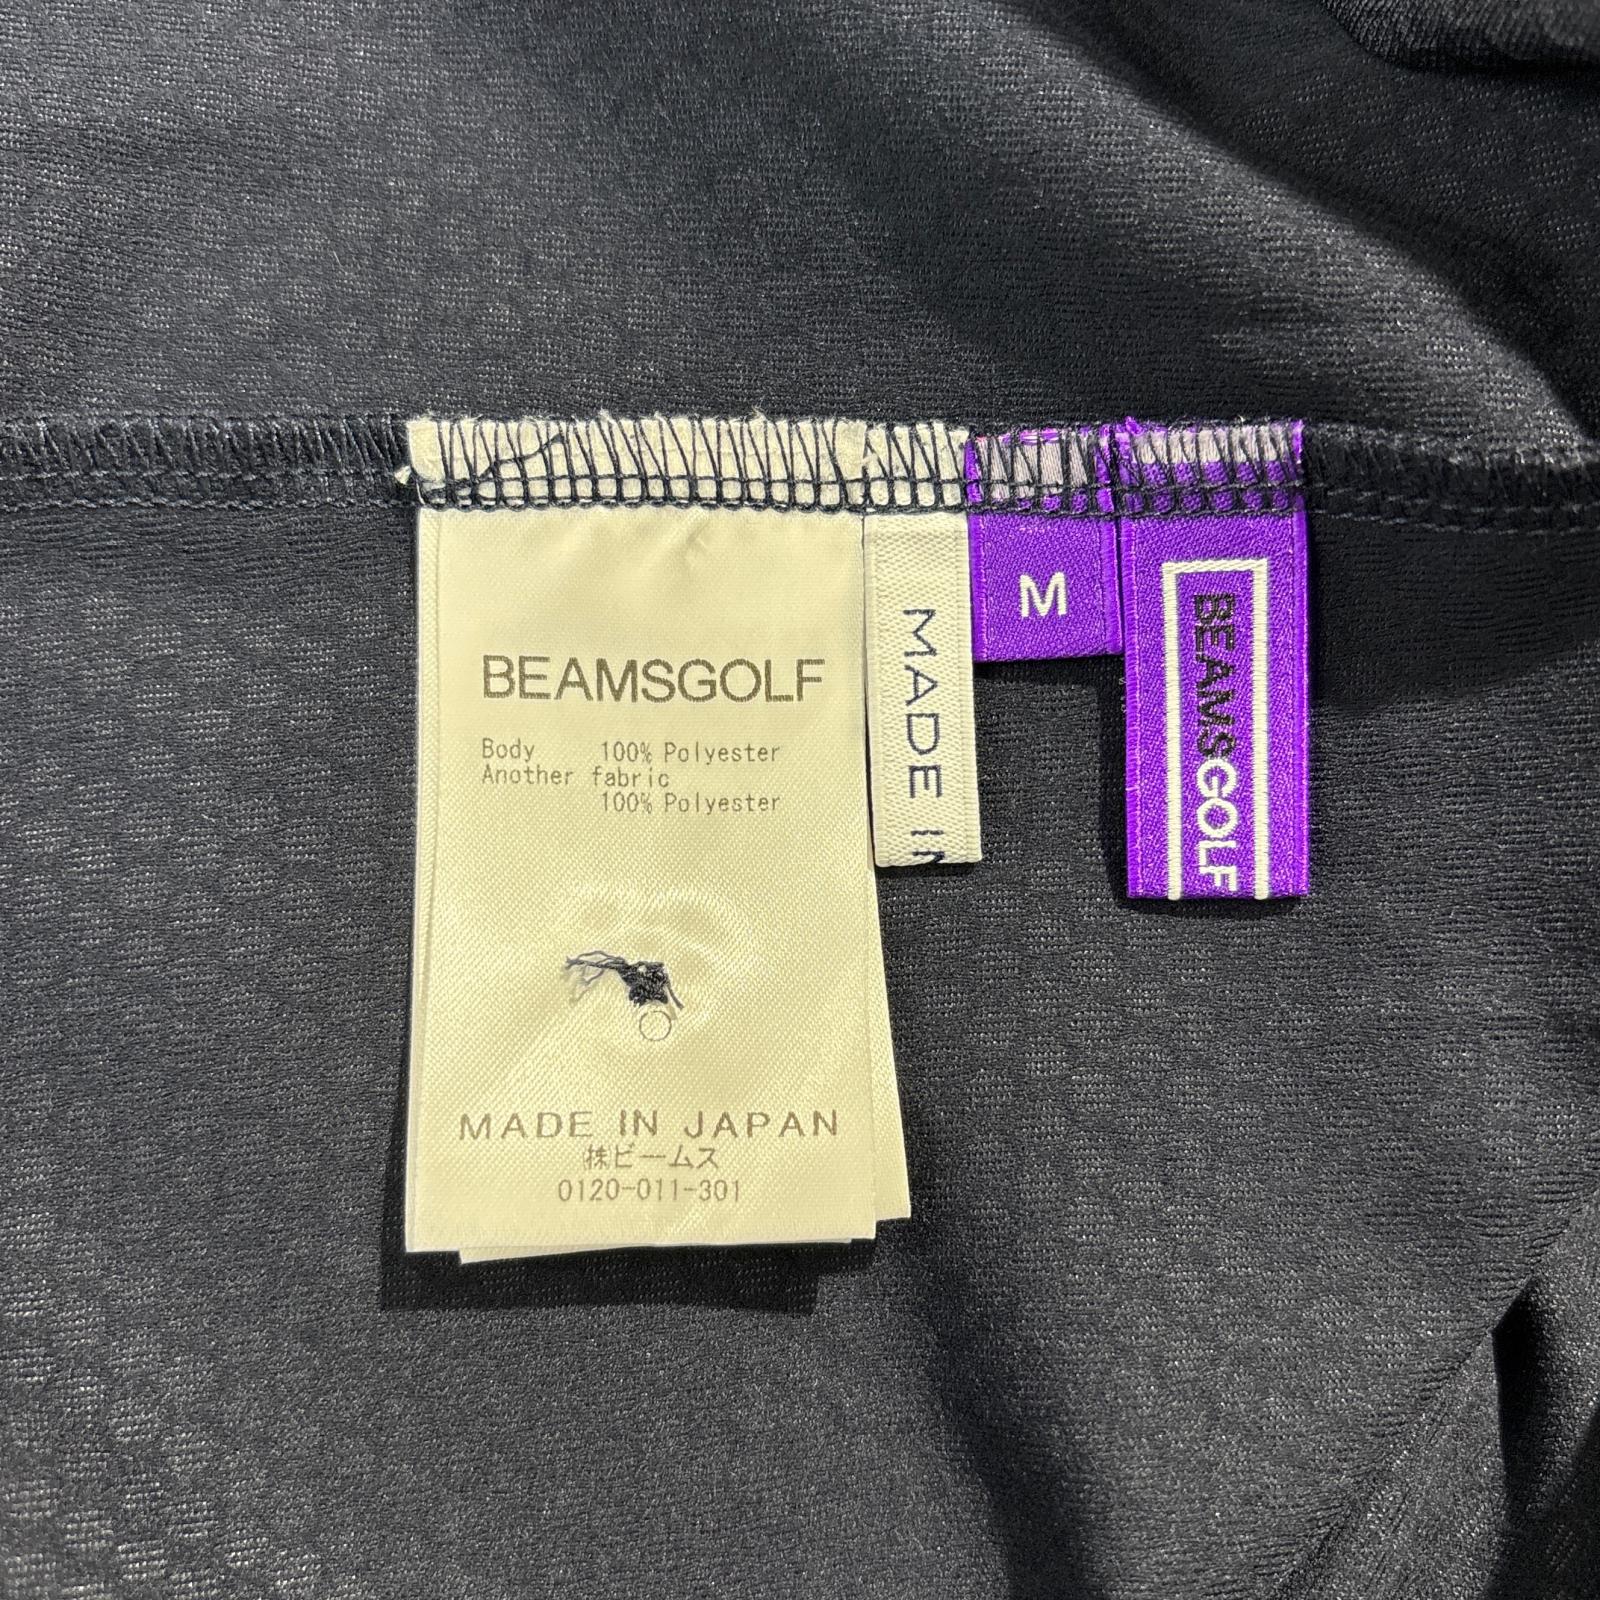 BEAMSGOLF
Body 100% Polyester
Another fabric
100% Polyester
MADE IN JAPAN
㈱ビームス
0120-011-301
MADE IN
M
BEAMSGOLF